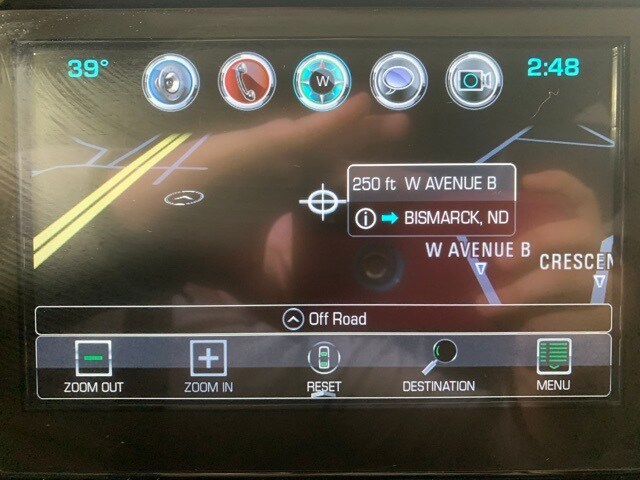 39°
W
2:48
250 ft W AVENUE B
BISMARCK, ND
W AVENUE B
CRESCEN
Off Road
ZOOM OUT
ZOOM IN
RESET
DESTINATION
MENU